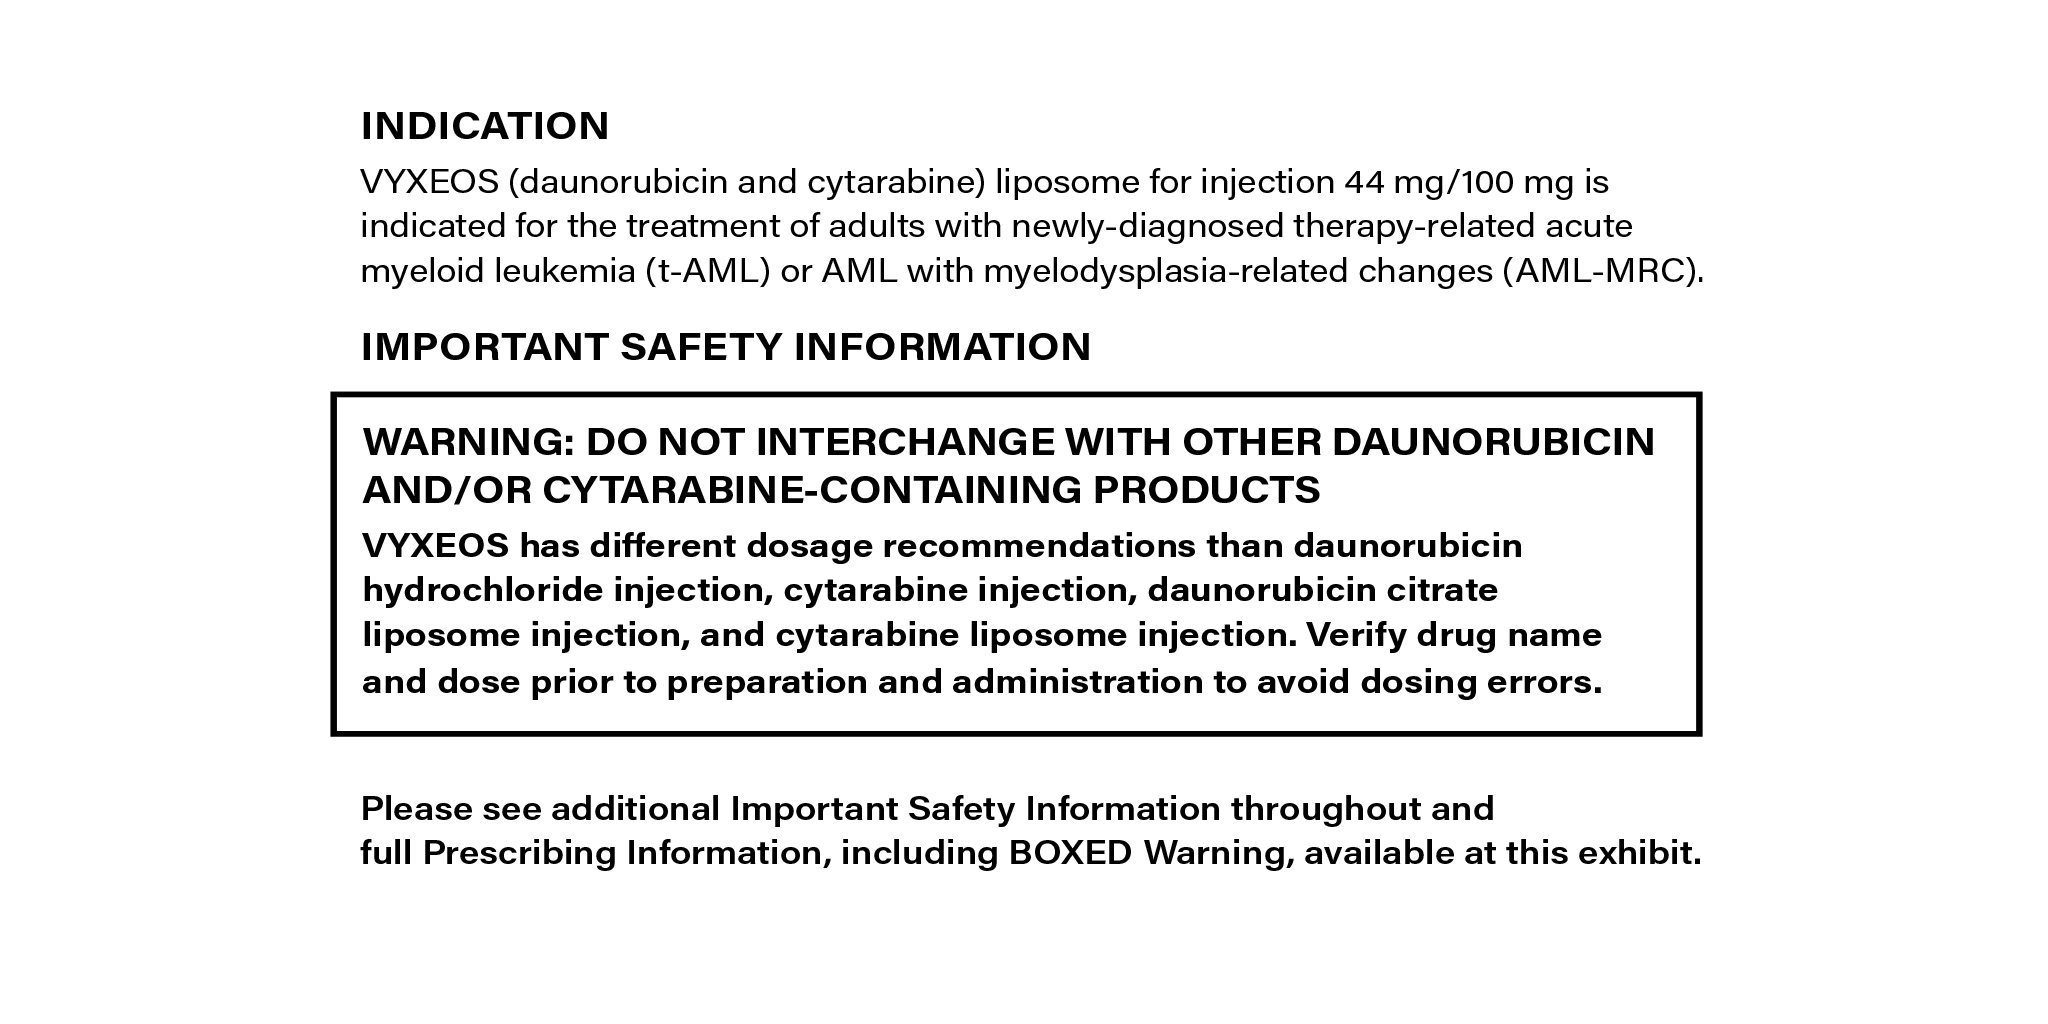 INDICATION
VYXEOS (daunorubicin and cytarabine) liposome for injection 44 mg/100 mg is
indicated for the treatment of adults with newly-diagnosed therapy-related acute
myeloid leukemia (t-AML) or AML with myelodysplasia-related changes (AML-MRC).
IMPORTANT SAFETY INFORMATION
WARNING: DO NOT INTERCHANGE WITH OTHER DAUNORUBICIN
AND/OR CYTARABINE-CONTAINING PRODUCTS
VYXEOS has different dosage recommendations than daunorubicin
hydrochloride injection, cytarabine injection, daunorubicin citrate
liposome injection, and cytarabine liposome injection. Verify drug name
and dose prior to preparation and administration to avoid dosing errors.
Please see additional Important Safety Information throughout and
full Prescribing Information, including BOXED Warning, available at this exhibit.